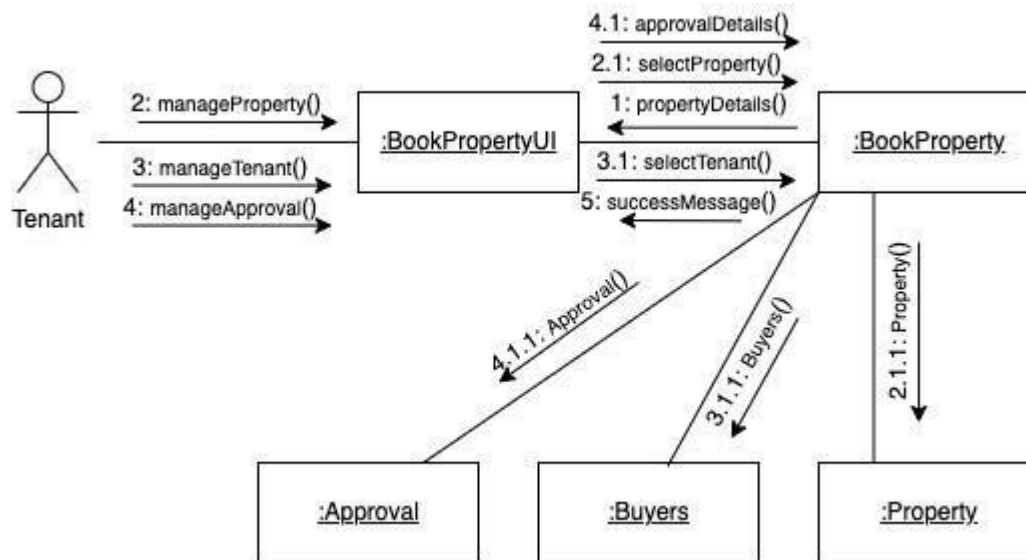 4.1: approvalDetails()
2.1: selectProperty()
2: manageProperty()
1: propertyDetails()
:BookPropertyUI
:BookProperty
3: manageTenant()
3.1: selectTenant()
Tenant
4: manageApproval()
5: successMessage()
4.1.1: Approval()
3.1.1: Buyers()
2.1.1: Property()
:Approval
:Buyers
:Property